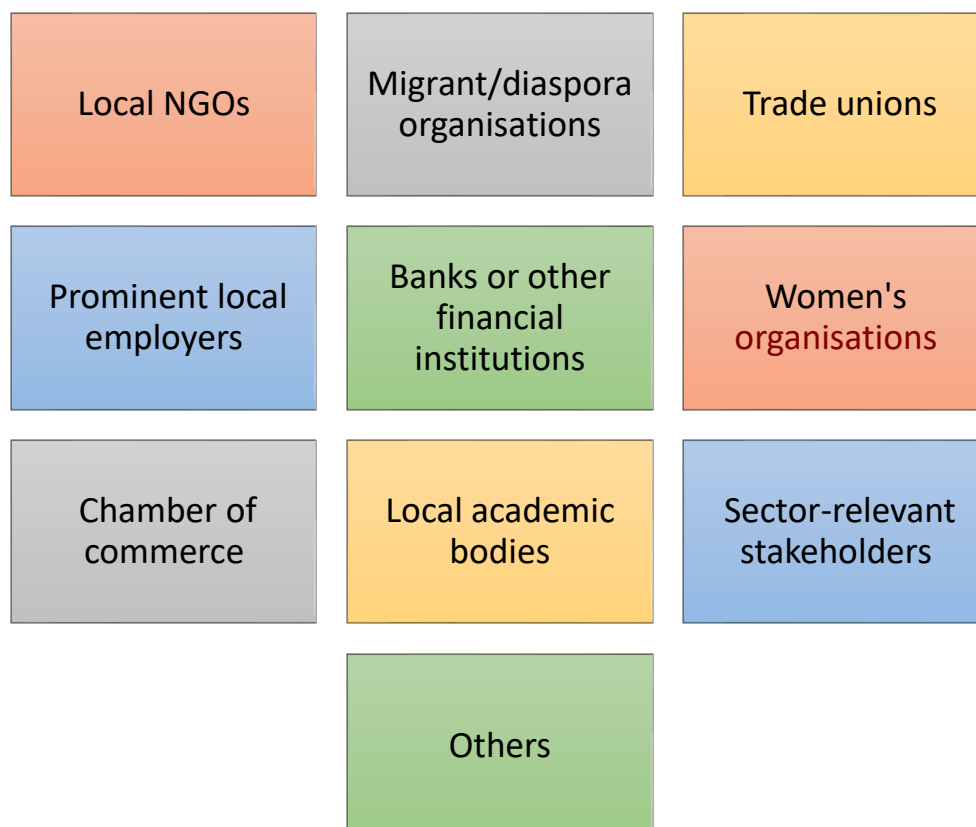 Local NGOs
Migrant/diaspora
organisations
Trade unions
Prominent local
employers
Banks or other
financial
institutions
Women's
organisations
Chamber of
commerce
Local academic
bodies
Sector-relevant
stakeholders
Others